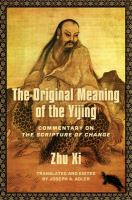 The Original Meaning
of the Yijing
COMMENTARY ON
THE SCRIPTURE OF CHANGE
Zhu Xi
TRANSLATED AND EDITED
BY JOSEPH A. ADLER